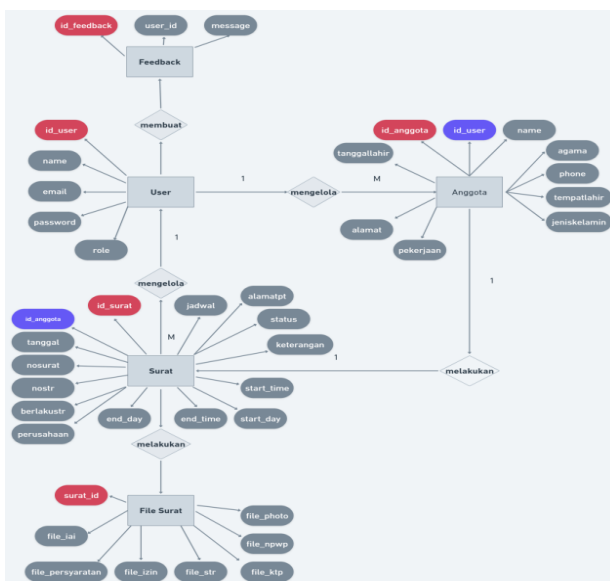 id_feedback
user_id
message
Feedback
membuat
id_user
name
email
password
role
User
1
mengelola
M
id_anggota
id_user
name
tanggallahir
agama
phone
tempatlahir
jeniskelamin
Anggota
alamat
pekerjaan
1
mengelola
M
1
melakukan
1
id_surat
jadwal
alamatpt
id_anggota
status
tanggal
keterangan
nosurat
Surat
nostr
start_time
berlakustr
end_day
end_time
start_day
perusahaan
melakukan
surat_id
File Surat
file_photo
file_iai
file_npwp
file_persyaratan
file_izin
file_str
file_ktp